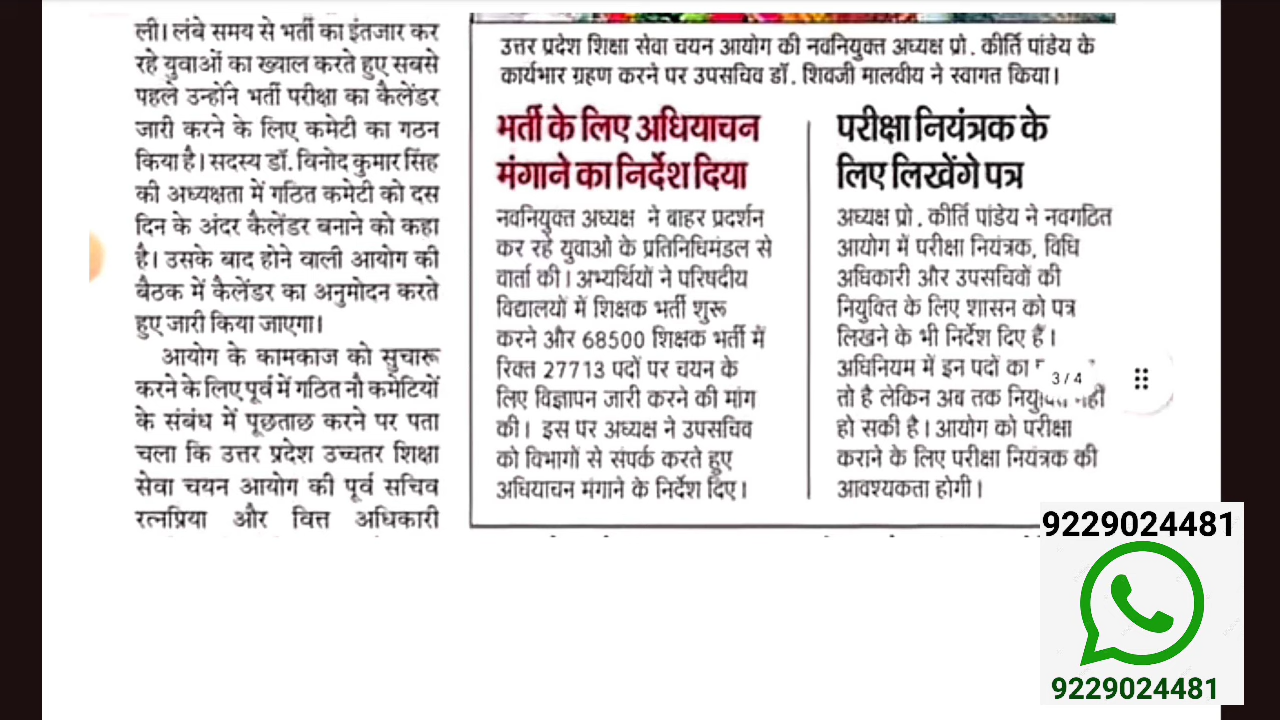 ली। लंबे समय से भर्ती का इंतजार कर
रहे युवाओं का ख्याल करते हुए सबसे
पहले उन्होंने भर्ती परीक्षा का कैलेंडर
जारी करने के लिए कमेटी का गठन
किया है। सदस्य डॉ. विनोद कुमार सिंह
की अध्यक्षता में गठित कमेटी को दस
दिन के अंदर कैलेंडर बनाने को कहा
है। उसके बाद होने वाली आयोग की
बैठक में कैलेंडर का अनुमोदन करते
हुए जारी किया जाएगा।
आयोग के कामकाज को सुचारू
करने के लिए पूर्व में गठित नौ कमेटियों
के संबंध में पूछताछ करने पर पता
चला कि उत्तर प्रदेश उच्चतर शिक्षा
सेवा चयन आयोग की पूर्व सचिव
रत्नप्रिया और वित्त अधिकारी
उत्तर प्रदेश शिक्षा सेवा चयन आयोग की नवनियुक्त अध्यक्ष प्रो. कीर्ति पांडेय के
कार्यभार ग्रहण करने पर उपसचिव डॉ. शिवजी मालवीय ने स्वागत किया।
भर्ती के लिए अधियाचन
मंगाने का निर्देश दिया
नवनियुक्त अध्यक्ष ने बाहर प्रदर्शन
कर रहे युवाओं के प्रतिनिधिमंडल से
वार्ता की। अभ्यर्थियों ने परिषदीय
विद्यालयों में शिक्षक भर्ती शुरू
करने और 68500 शिक्षक भर्ती में
रिक्त 27713 पदों पर चयन के
लिए विज्ञापन जारी करने की मांग
की। इस पर अध्यक्ष ने उपसचिव
को विभागों से संपर्क करते हुए
अधियाचन मंगाने के निर्देश दिए।
परीक्षा नियंत्रक के
लिए लिखेंगे पत्र
अध्यक्ष प्रो. कीर्ति पांडेय ने नवगठित
आयोग में परीक्षा नियंत्रक, विधि
अधिकारी और उपसचिवों की
नियुक्ति के लिए शासन को पत्र
लिखने के भी निर्देश दिए हैं।
अधिनियम में इन पदों का
तो है लेकिन अब तक नहीं
हो सकी है। आयोग को परीक्षा
कराने के लिए परीक्षा नियंत्रक की
आवश्यकता होगी।
3/4
9229024481
9229024481